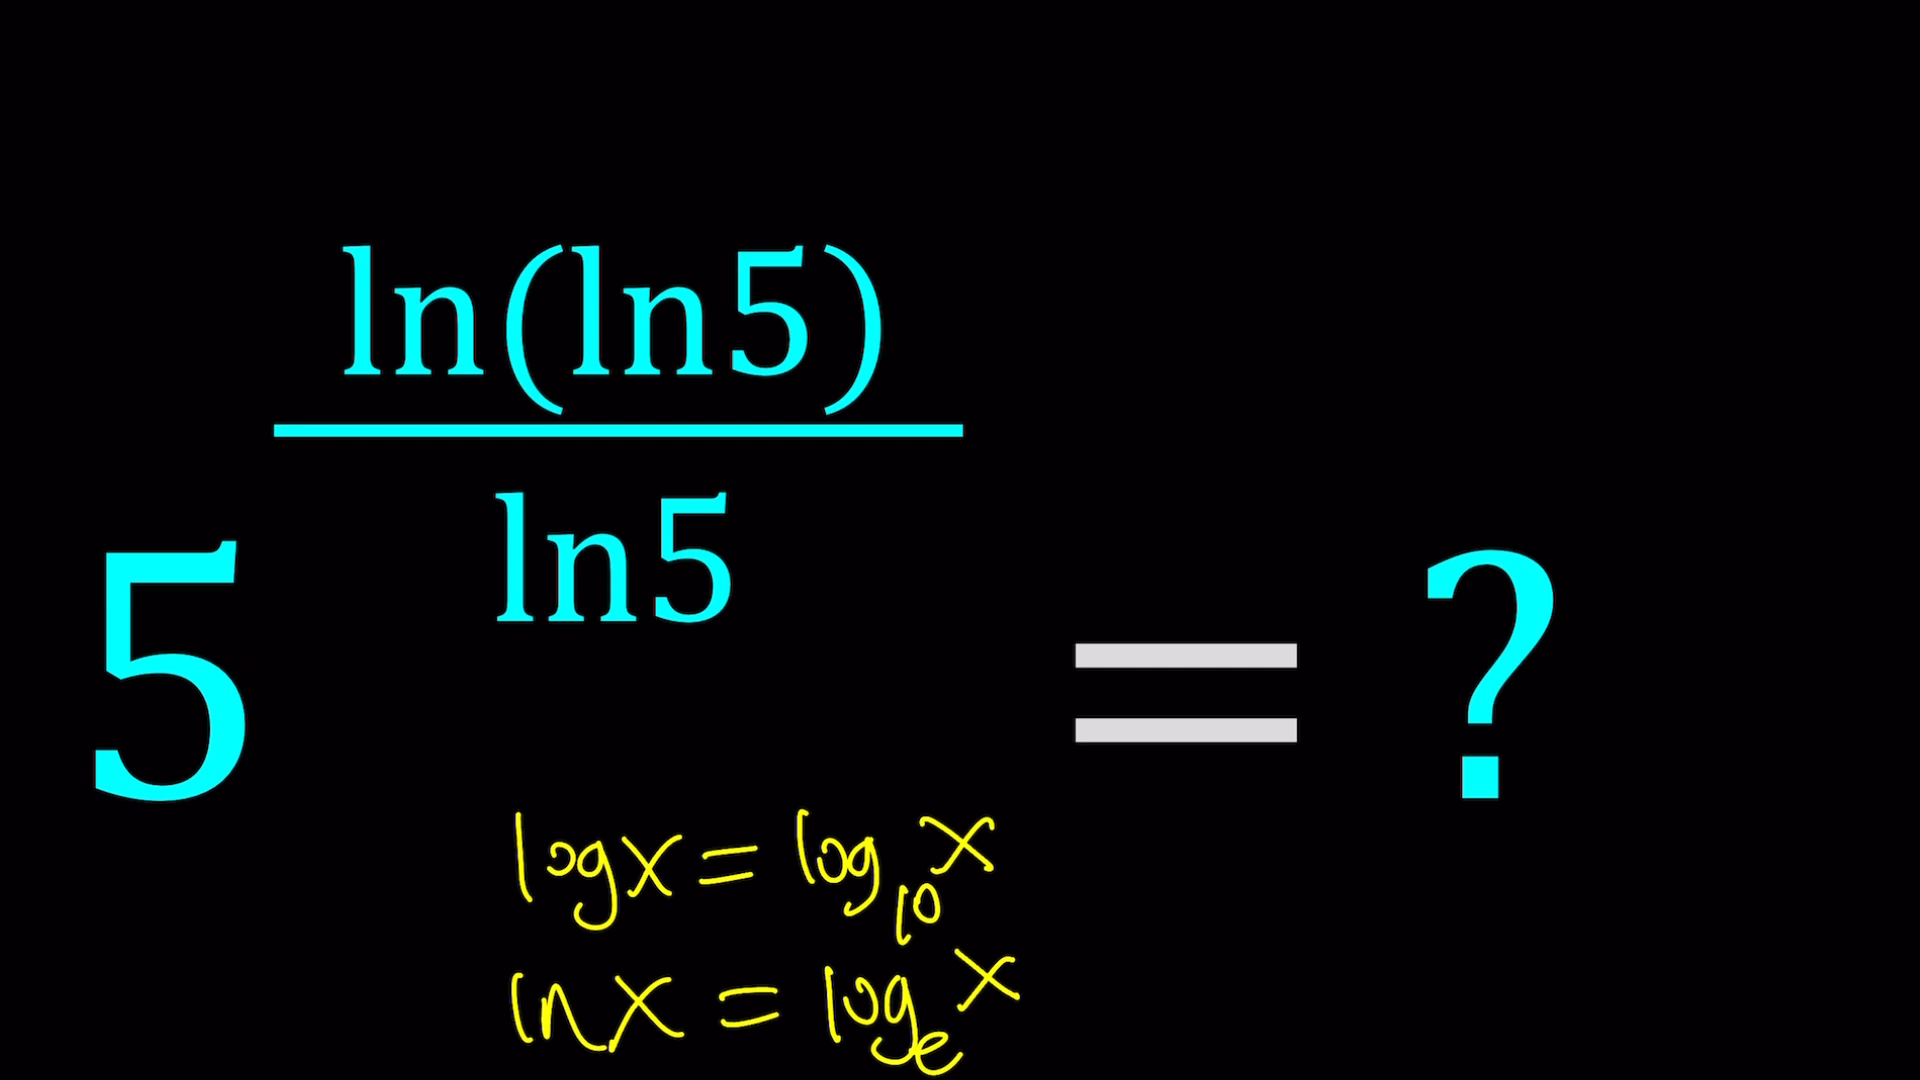 ln(ln5)
ln5
5 = ?
logx = log₁₀x
lnx = logₑx